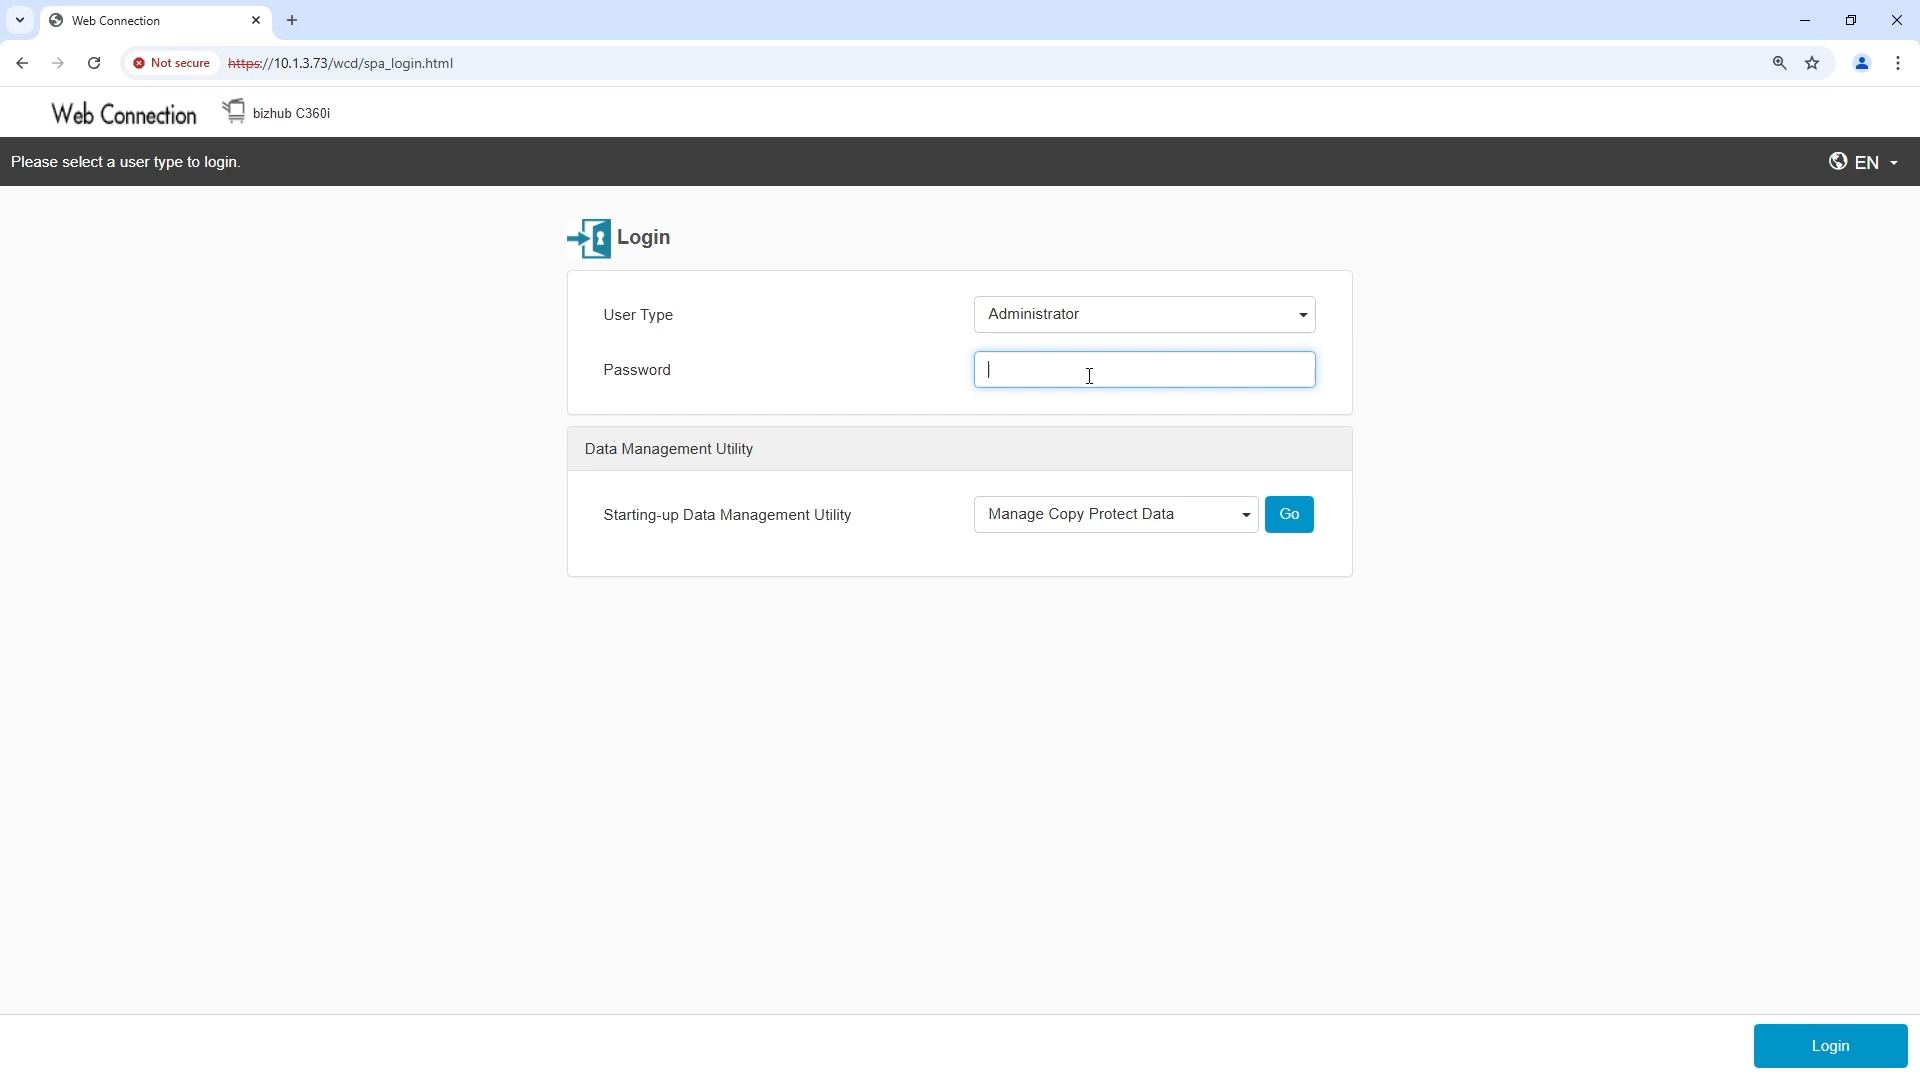 Web Connection
Not secure
https://10.1.3.73/wcd/spa_login.html
Web Connection
bizhub C360i
Please select a user type to login.
EN
Login
User Type
Administrator
Password
Data Management Utility
Starting-up Data Management Utility
Manage Copy Protect Data
Go
Login